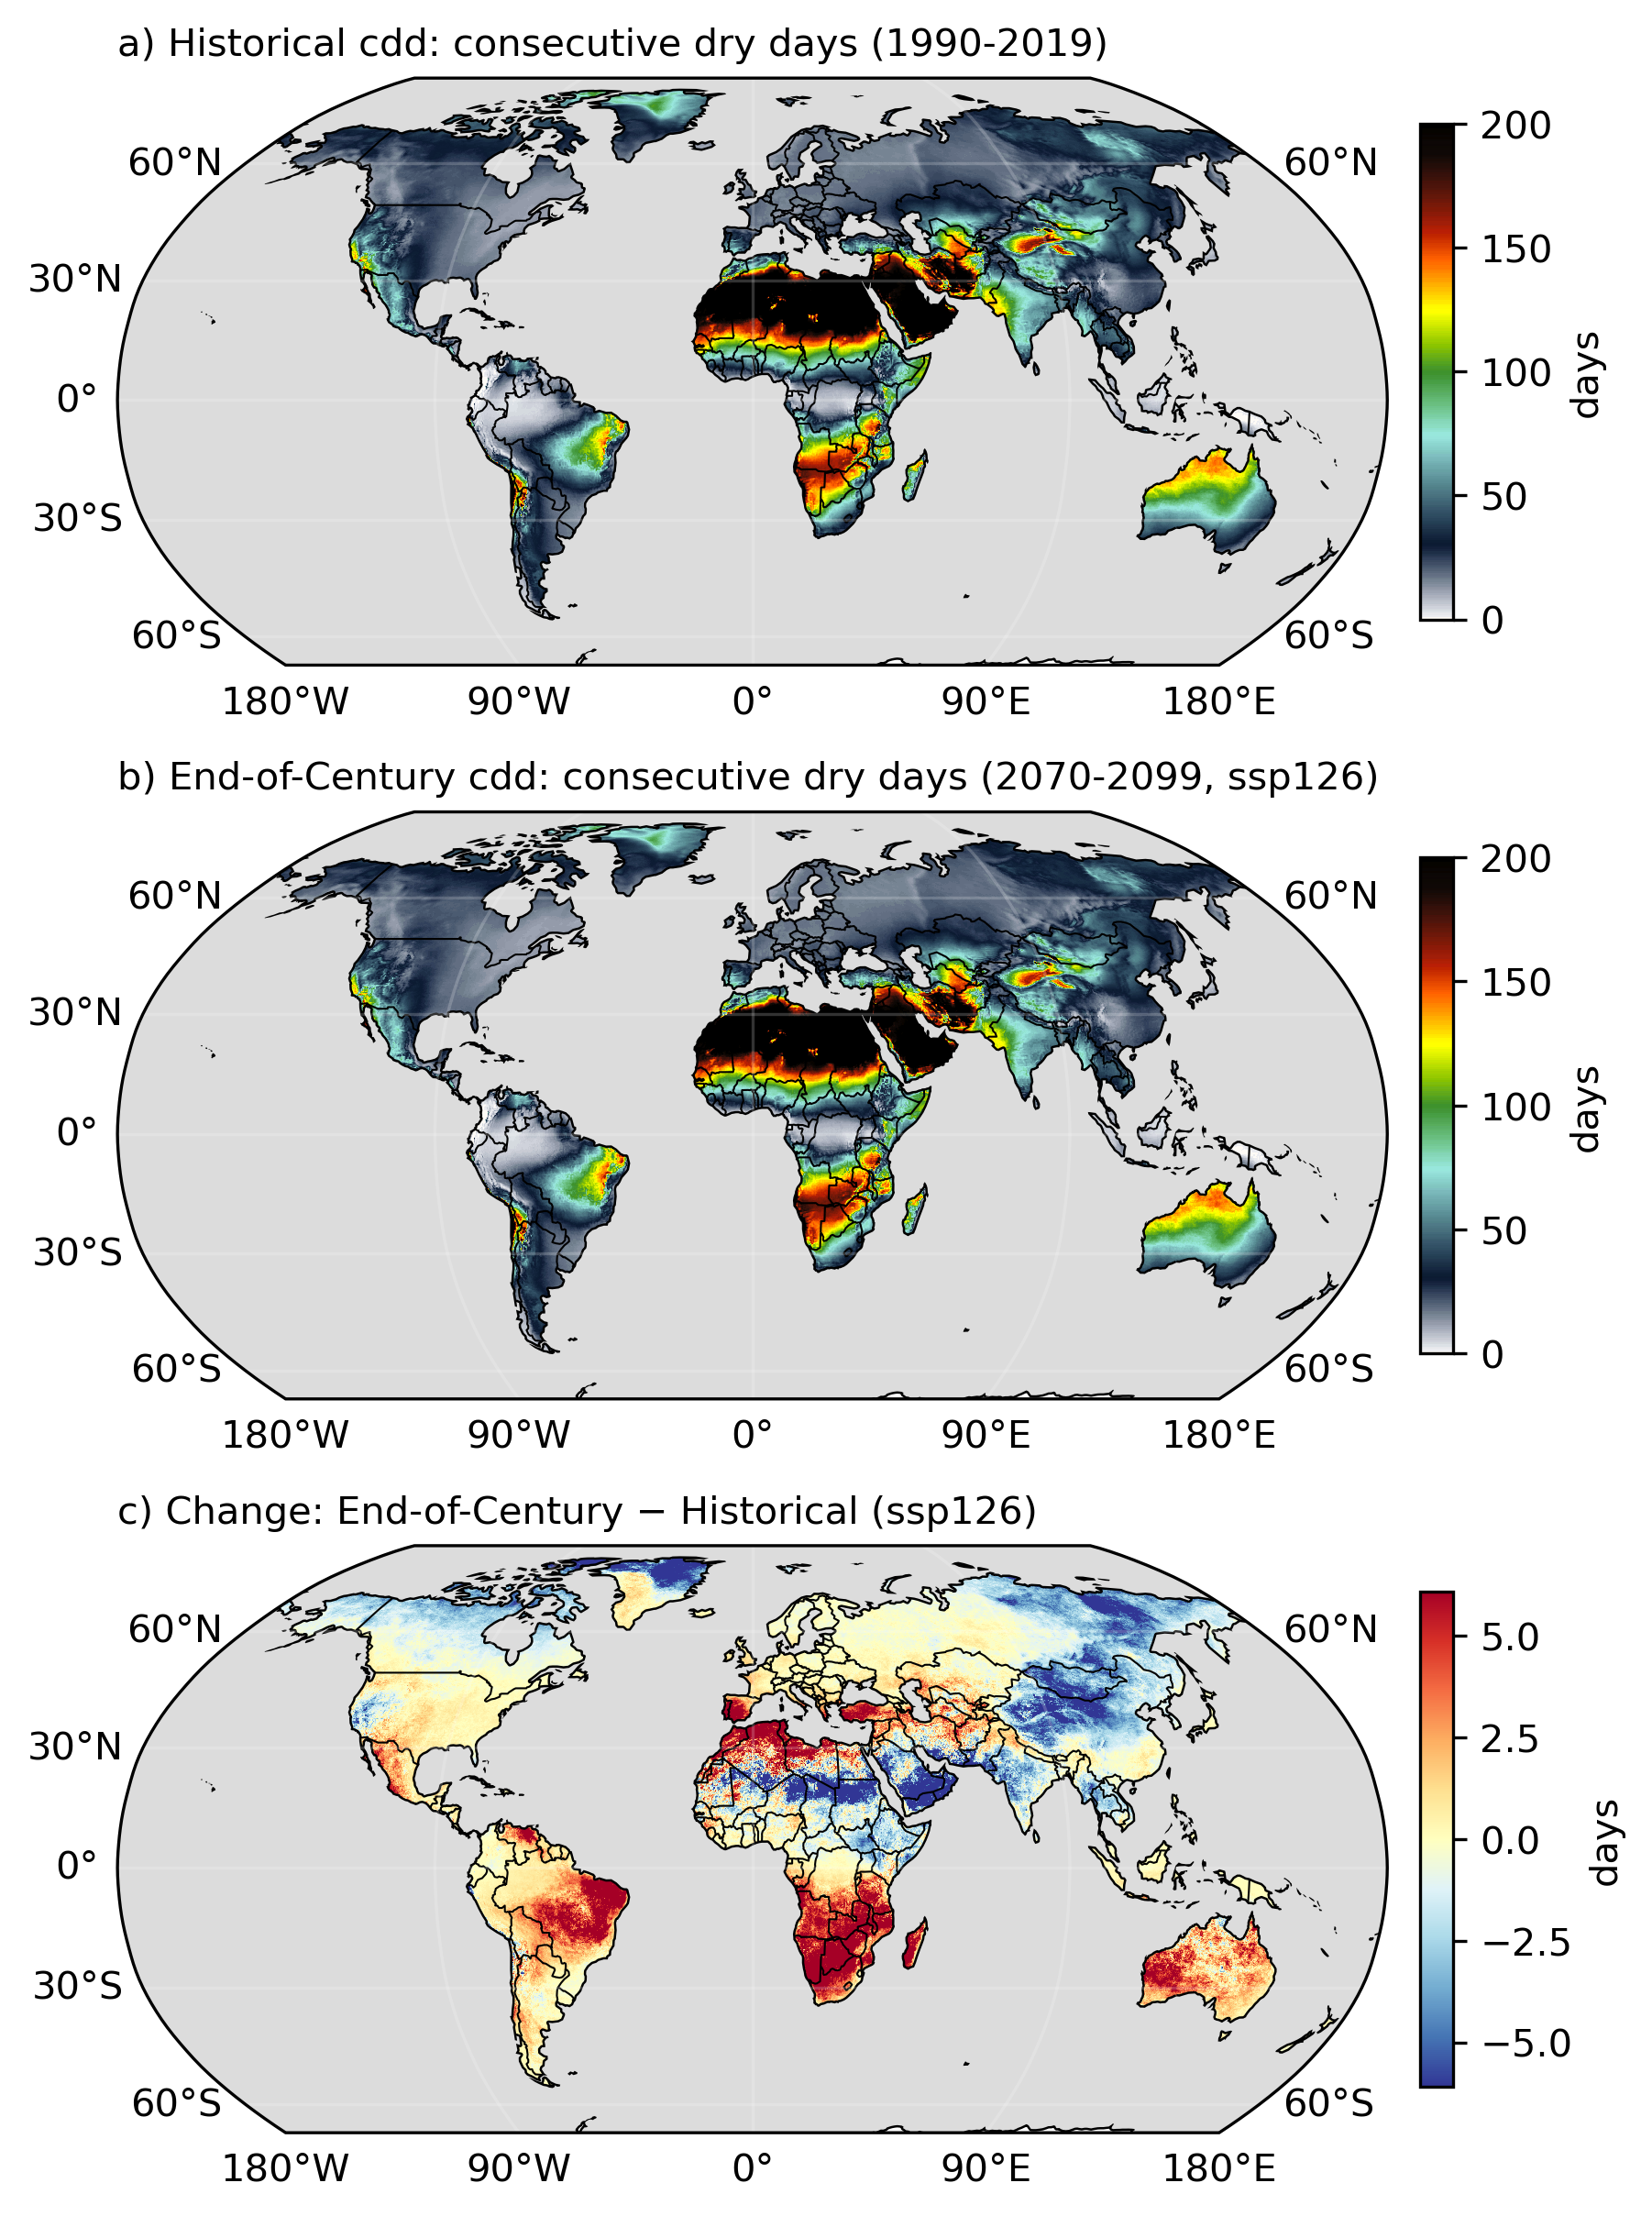 a) Historical cdd: consecutive dry days (1990-2019)
200
60°N 60°N
150
30°N
100
days
0°
50
30°S
0
60°S 60°S
180°W 90°W 0° 90°E 180°E
b) End-of-Century cdd: consecutive dry days (2070-2099, ssp126)
200
60°N 60°N
150
30°N
100
days
0°
50
30°S
0
60°S 60°S
180°W 90°W 0° 90°E 180°E
c) Change: End-of-Century − Historical (ssp126)
60°N 60°N
5.0
30°N
2.5
0.0
days
0°
−2.5
30°S
−5.0
60°S 60°S
180°W 90°W 0° 90°E 180°E